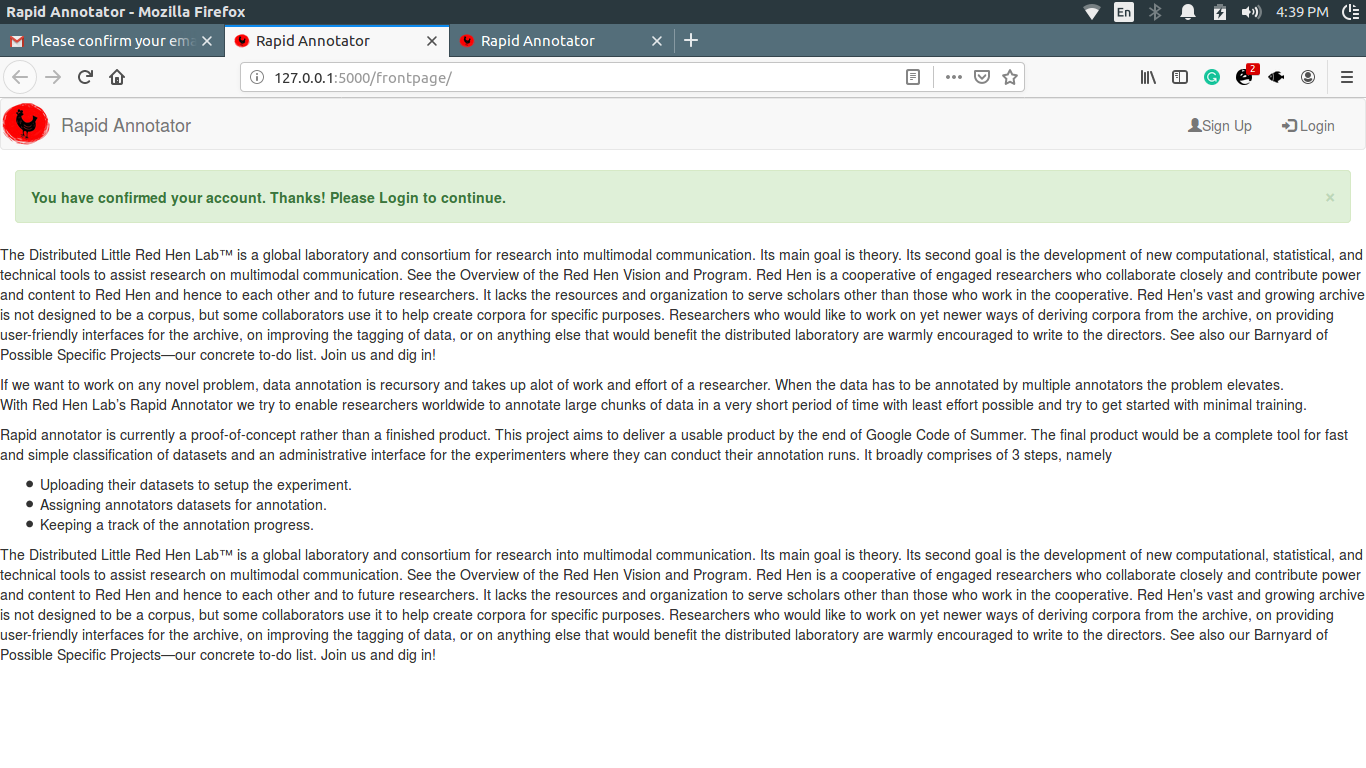 Rapid Annotator - Mozilla Firefox
En
4:39 PM
Please confirm your ema
Rapid Annotator
Rapid Annotator
127.0.0.1:5000/frontpage/
2
Rapid Annotator
Sign Up
Login
You have confirmed your account. Thanks! Please Login to continue.
×
The Distributed Little Red Hen Lab™ is a global laboratory and consortium for research into multimodal communication. Its main goal is theory. Its second goal is the development of new computational, statistical, and
technical tools to assist research on multimodal communication. See the Overview of the Red Hen Vision and Program. Red Hen is a cooperative of engaged researchers who collaborate closely and contribute power
and content to Red Hen and hence to each other and to future researchers. It lacks the resources and organization to serve scholars other than those who work in the cooperative. Red Hen's vast and growing archive
is not designed to be a corpus, but some collaborators use it to help create corpora for specific purposes. Researchers who would like to work on yet newer ways of deriving corpora from the archive, on providing
user-friendly interfaces for the archive, on improving the tagging of data, or on anything else that would benefit the distributed laboratory are warmly encouraged to write to the directors. See also our Barnyard of
Possible Specific Projects—our concrete to-do list. Join us and dig in!
If we want to work on any novel problem, data annotation is recursory and takes up alot of work and effort of a researcher. When the data has to be annotated by multiple annotators the problem elevates.
With Red Hen Lab's Rapid Annotator we try to enable researchers worldwide to annotate large chunks of data in a very short period of time with least effort possible and try to get started with minimal training.
Rapid annotator is currently a proof-of-concept rather than a finished product. This project aims to deliver a usable product by the end of Google Code of Summer. The final product would be a complete tool for fast
and simple classification of datasets and an administrative interface for the experimenters where they can conduct their annotation runs. It broadly comprises of 3 steps, namely
• Uploading their datasets to setup the experiment.
• Assigning annotators datasets for annotation.
• Keeping a track of the annotation progress.
The Distributed Little Red Hen Lab™ is a global laboratory and consortium for research into multimodal communication. Its main goal is theory. Its second goal is the development of new computational, statistical, and
technical tools to assist research on multimodal communication. See the Overview of the Red Hen Vision and Program. Red Hen is a cooperative of engaged researchers who collaborate closely and contribute power
and content to Red Hen and hence to each other and to future researchers. It lacks the resources and organization to serve scholars other than those who work in the cooperative. Red Hen's vast and growing archive
is not designed to be a corpus, but some collaborators use it to help create corpora for specific purposes. Researchers who would like to work on yet newer ways of deriving corpora from the archive, on providing
user-friendly interfaces for the archive, on improving the tagging of data, or on anything else that would benefit the distributed laboratory are warmly encouraged to write to the directors. See also our Barnyard of
Possible Specific Projects—our concrete to-do list. Join us and dig in!